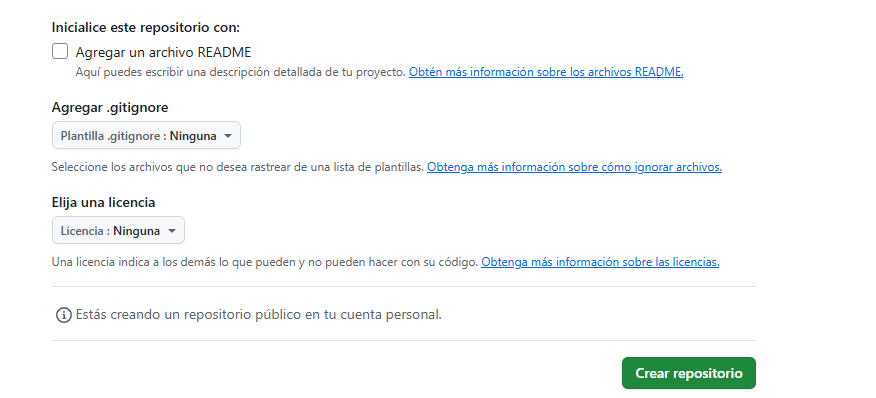 Inicialice este repositorio con:
Agregar un archivo README
Aquí puedes escribir una descripción detallada de tu proyecto. Obtén más información sobre los archivos README.
Agregar .gitignore
Plantilla .gitignore : Ninguna
Seleccione los archivos que no desea rastrear de una lista de plantillas. Obtenga más información sobre cómo ignorar archivos.
Elija una licencia
Licencia : Ninguna
Una licencia indica a los demás lo que pueden y no pueden hacer con su código. Obtenga más información sobre las licencias.
Estás creando un repositorio público en tu cuenta personal.
Crear repositorio